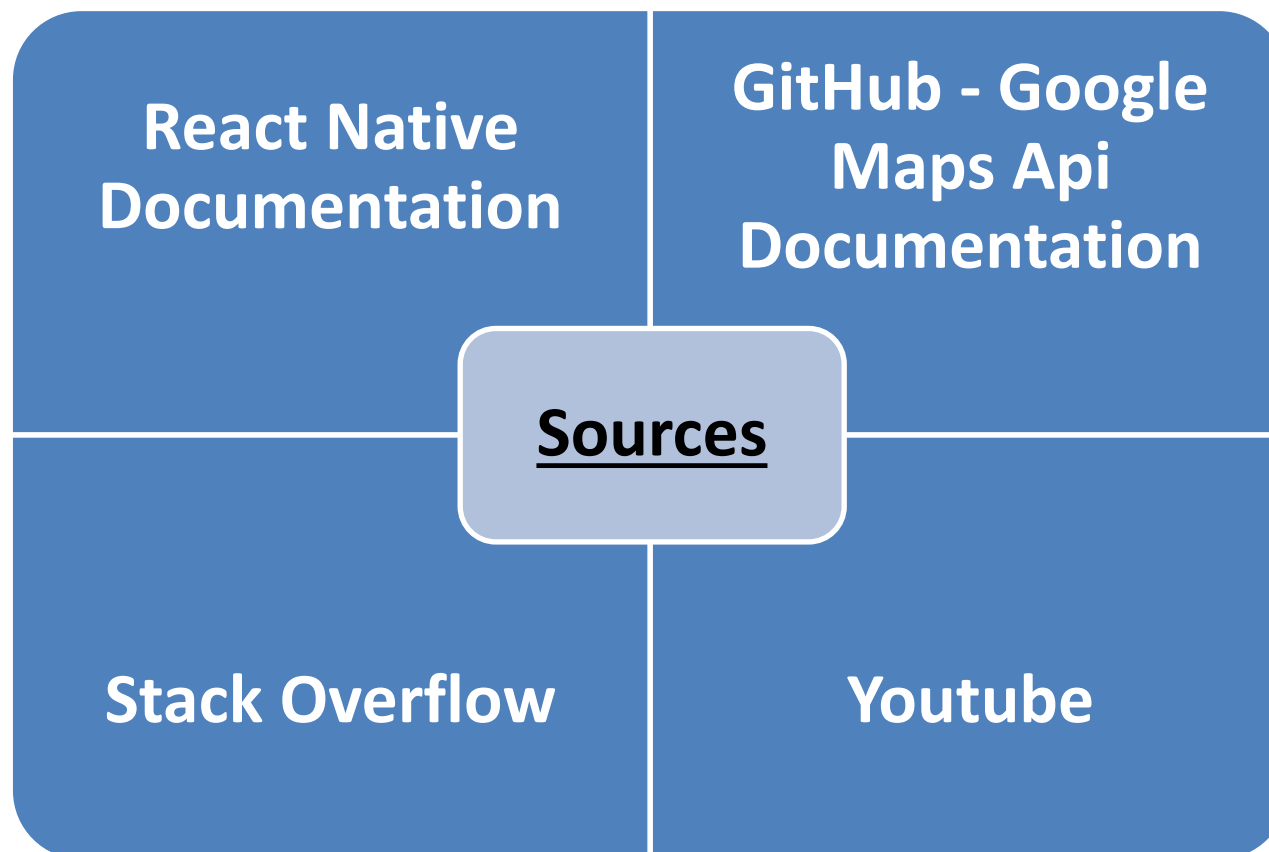 React Native
Documentation
GitHub - Google
Maps Api
Documentation
Sources
Stack Overflow
Youtube